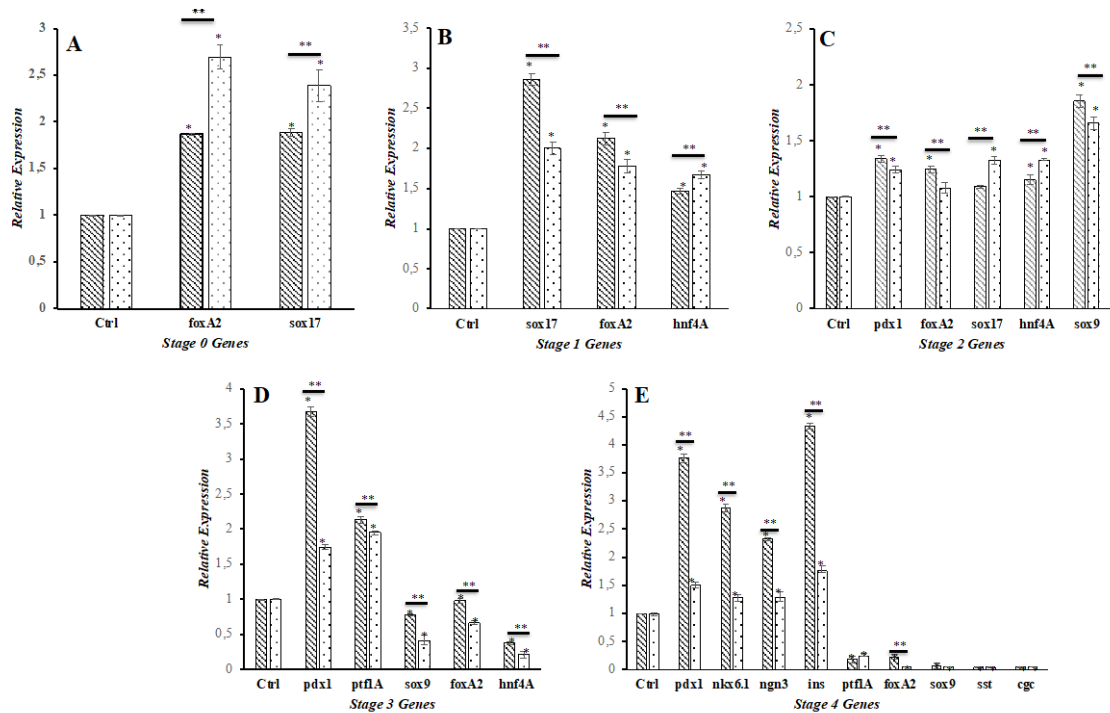 A
Relative Expression
3
2,5
2
1,5
1
0,5
0
** **
* * * *
Ctrl foxA2 sox17
Stage 0 Genes
B
Relative Expression
3,5
3
2,5
2
1,5
1
0,5
0
** ** **
* * * * * *
Ctrl sox17 foxA2 hnf4A
Stage 1 Genes
C
Relative Expression
2,5
2
1,5
1
0,5
0
** ** ** ** **
* * * * * *
Ctrl pdx1 foxA2 sox17 hnf4A sox9
Stage 2 Genes
D
Relative Expression
4
3,5
3
2,5
2
1,5
1
0,5
0
** ** ** ** **
* * * * * * * * * *
Ctrl pdx1 ptf1A sox9 foxA2 hnf4A
Stage 3 Genes
E
Relative Expression
5
4,5
4
3,5
3
2,5
2
1,5
1
0,5
0
** ** ** ** **
* * * * * * * * * * *
Ctrl pdx1 nkx6.1 ngn3 ins ptf1A foxA2 sox9 sst cgc
Stage 4 Genes